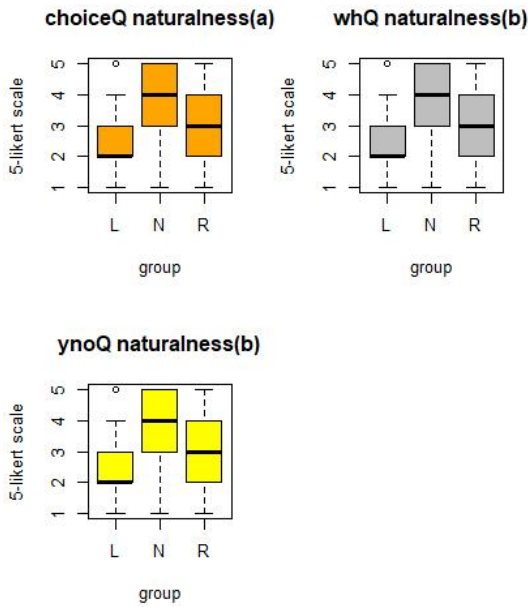 choiceQ naturalness(a)
5-likert scale
5
4
3
2
1
L N R
group
whQ naturalness(b)
5-likert scale
5
4
3
2
1
L N R
group
ynoQ naturalness(b)
5-likert scale
5
4
3
2
1
L N R
group